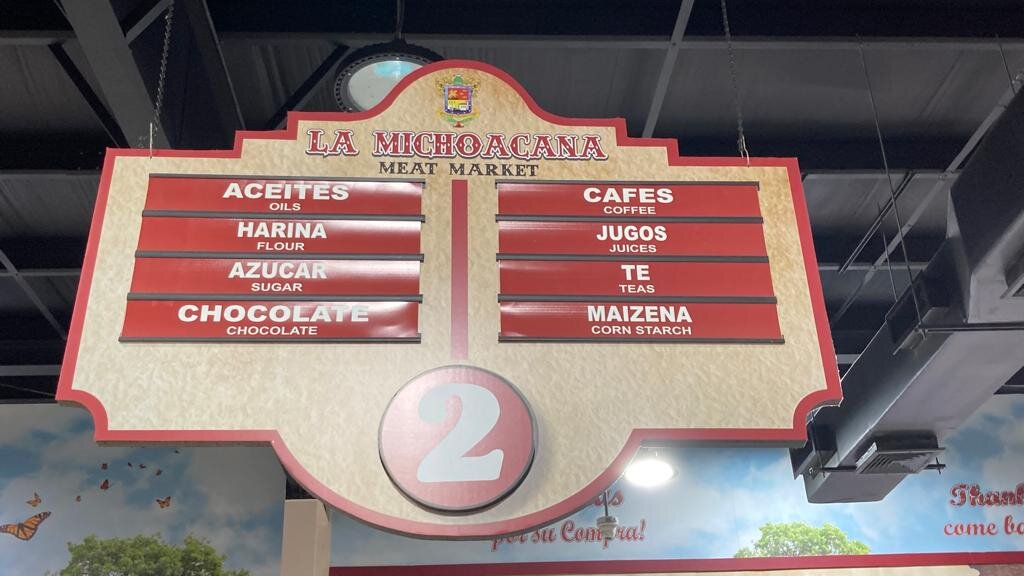 LA MICHOACANA
MEAT MARKET
ACEITES
OILS
HARINA
FLOUR
AZUCAR
SUGAR
CHOCOLATE
CHOCOLATE
CAFES
COFFEE
JUGOS
JUICES
TE
TEAS
MAIZENA
CORN STARCH
2
por su Compra!
come